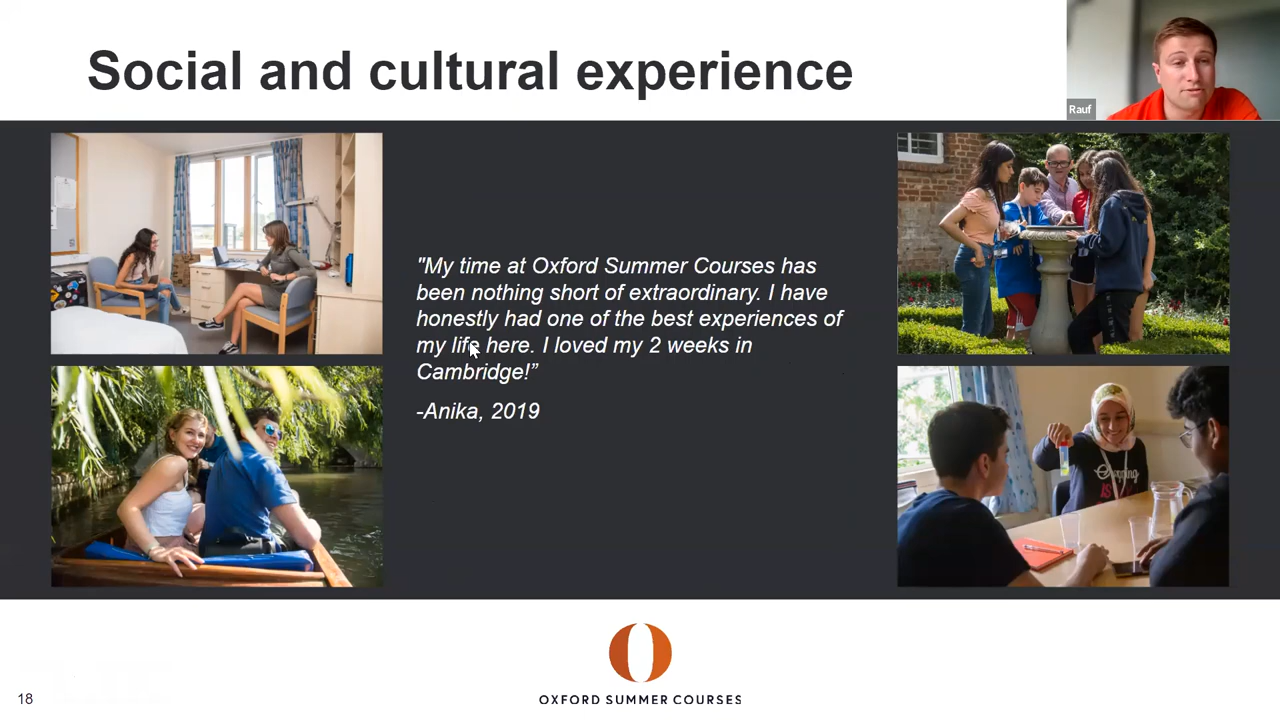 Social and cultural experience
Rauf
"My time at Oxford Summer Courses has
been nothing short of extraordinary. I have
honestly had one of the best experiences of
my life here. I loved my 2 weeks in
Cambridge!”
-Anika, 2019
18
OXFORD SUMMER COURSES